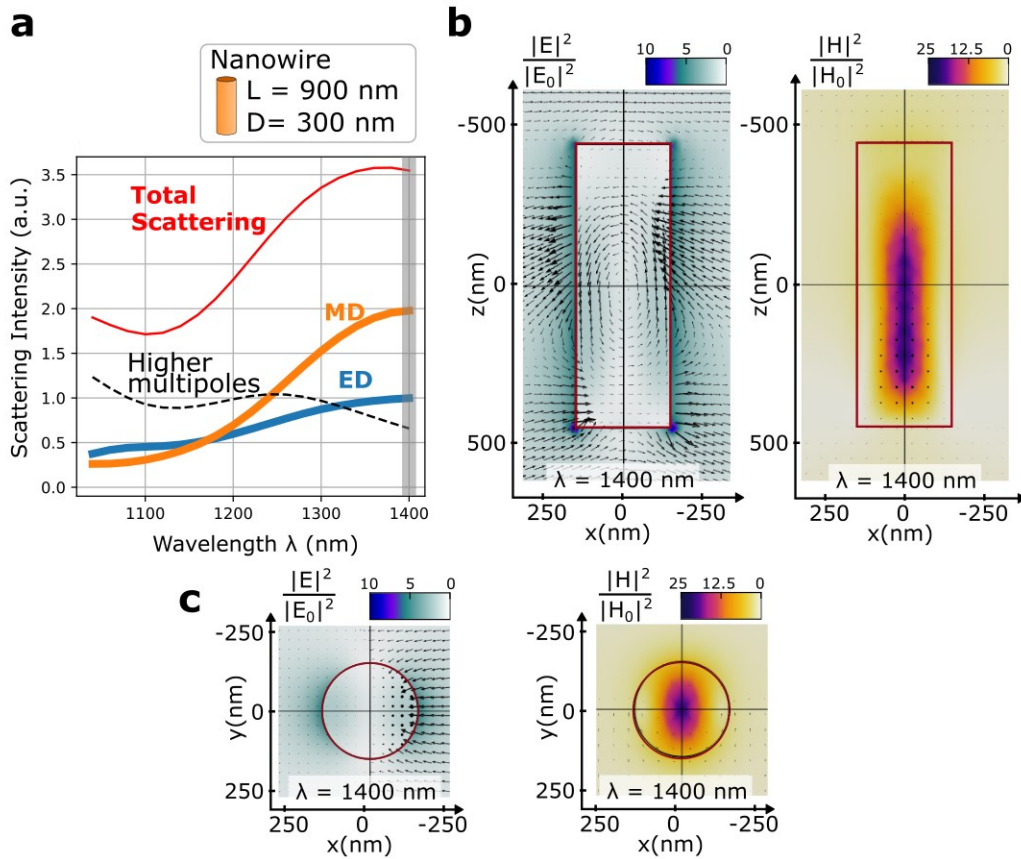 a
Nanowire
L = 900 nm
D= 300 nm
Scattering Intensity (a.u.)
3.5
3.0
2.5
2.0
1.5
1.0
0.5
0.0
Total
Scattering
MD
Higher
multipoles
ED
1100 1200 1300 1400
Wavelength λ (nm)
b
|E|²
|E₀|²
10 5 0
-500
0
500
z(nm)
λ = 1400 nm
250 0 -250
x(nm)
|H|²
|H₀|²
25 12.5 0
-500
0
500
z(nm)
λ = 1400 nm
250 0 -250
x(nm)
c
|E|²
|E₀|²
10 5 0
-250
0
250
y(nm)
λ = 1400 nm
250 0 -250
x(nm)
|H|²
|H₀|²
25 12.5 0
-250
0
250
y(nm)
λ = 1400 nm
250 0 -250
x(nm)